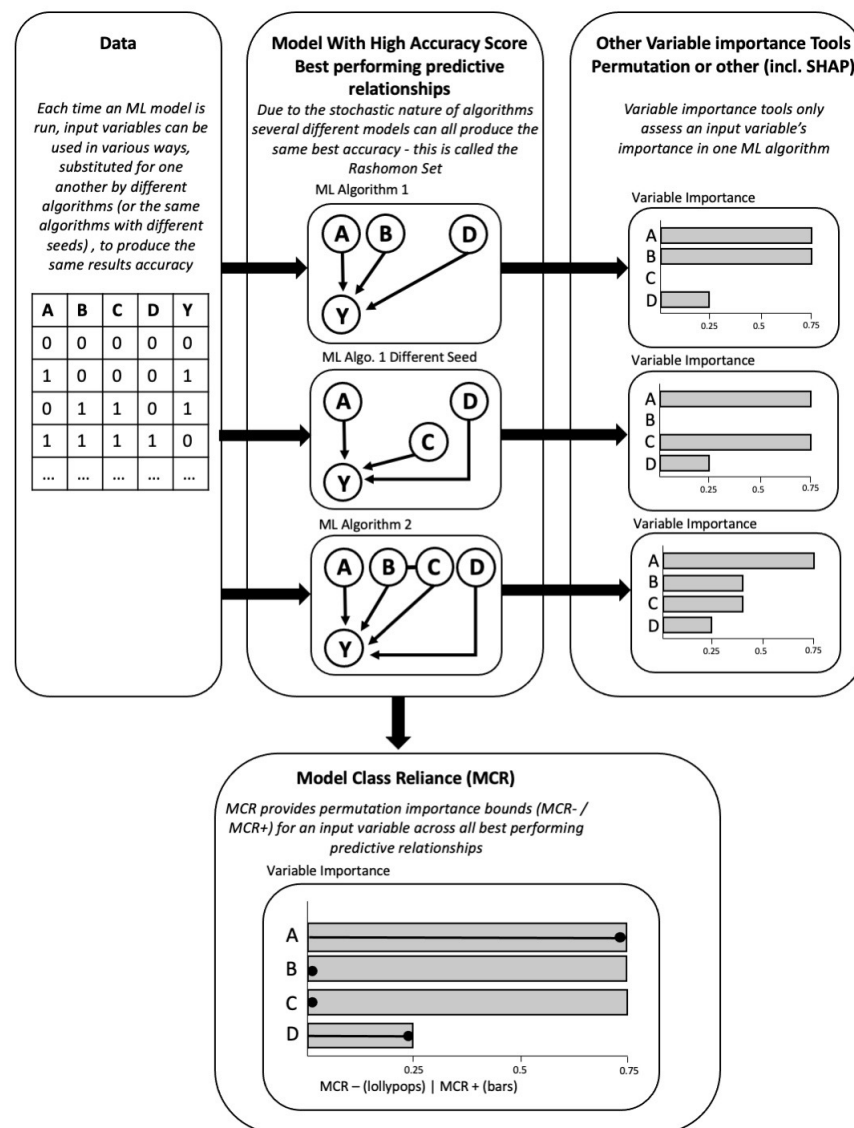 Data
Each time an ML model is
run, input variables can be
used in various ways,
substituted for one
another by different
algorithms (or the same
algorithms with different
seeds) , to produce the
same results accuracy
A B C D Y
0 0 0 0 0
1 0 0 0 1
0 1 1 0 1
1 1 1 1 0
... ... ... ... ...
Model With High Accuracy Score
Best performing predictive
relationships
Due to the stochastic nature of algorithms
several different models can all produce the
same best accuracy - this is called the
Rashomon Set
ML Algorithm 1
A B D
Y
ML Algo. 1 Different Seed
A D
C
Y
ML Algorithm 2
A B C D
Y
Other Variable importance Tools
Permutation or other (incl. SHAP)
Variable importance tools only
assess an input variable's
importance in one ML algorithm
Variable Importance
A
B
C
D
0.25 0.5 0.75
Variable Importance
A
B
C
D
0.25 0.5 0.75
Variable Importance
A
B
C
D
0.25 0.5 0.75
Model Class Reliance (MCR)
MCR provides permutation importance bounds (MCR- /
MCR+) for an input variable across all best performing
predictive relationships
Variable Importance
A
B
C
D
0.25 0.5 0.75
MCR – (lollypops) | MCR + (bars)